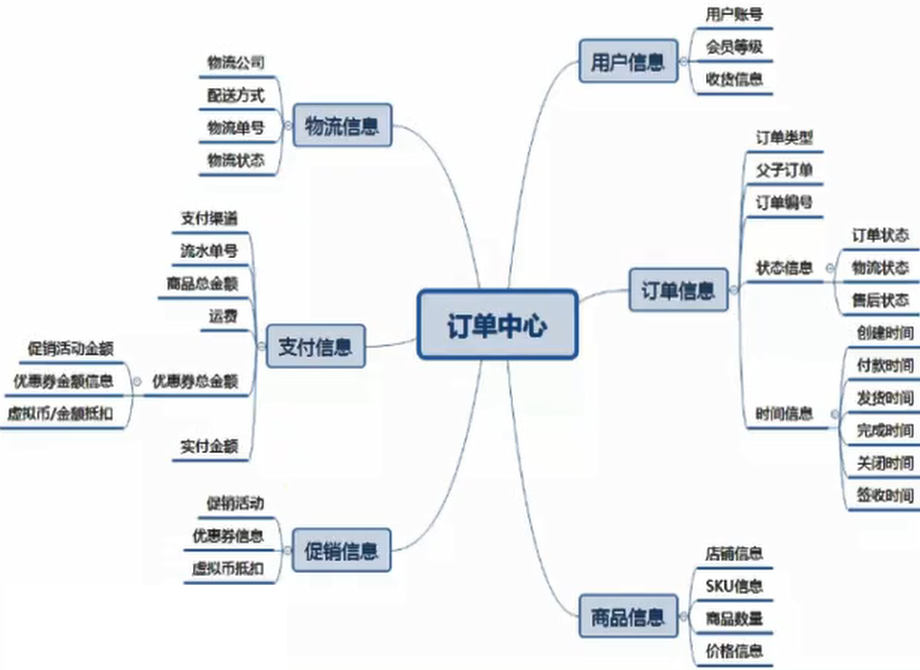 订单中心
用户信息
用户账号
会员等级
收货信息
订单信息
订单类型
父子订单
订单编号
状态信息
订单状态
物流状态
售后状态
时间信息
创建时间
付款时间
发货时间
完成时间
关闭时间
签收时间
商品信息
店铺信息
SKU信息
商品数量
价格信息
物流信息
物流公司
配送方式
物流单号
物流状态
支付信息
支付渠道
流水单号
商品总金额
运费
优惠券总金额
促销活动金额
优惠券金额信息
虚拟币/金额抵扣
实付金额
促销信息
促销活动
优惠券信息
虚拟币抵扣